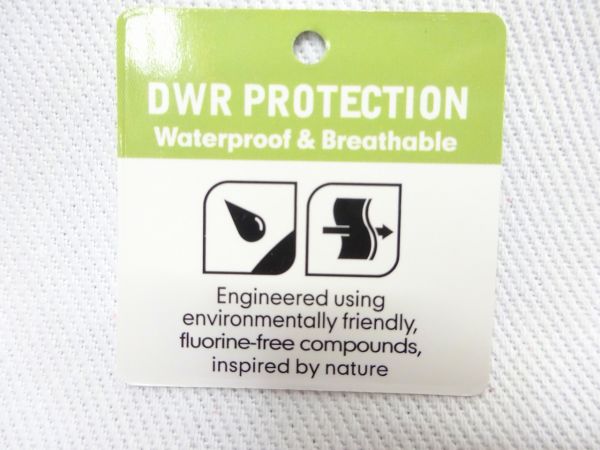 DWR PROTECTION
Waterproof & Breathable
Engineered using
environmentally friendly,
fluorine-free compounds,
inspired by nature